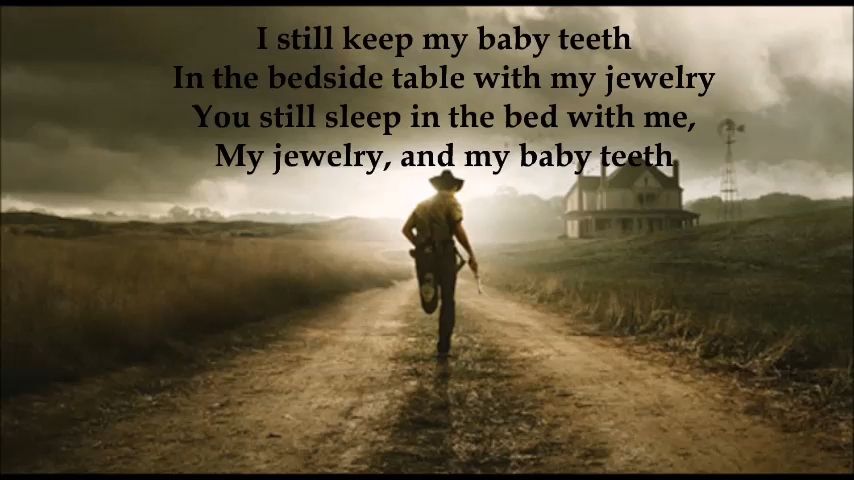 I still keep my baby teeth
In the bedside table with my jewelry
You still sleep in the bed with me,
My jewelry, and my baby teeth